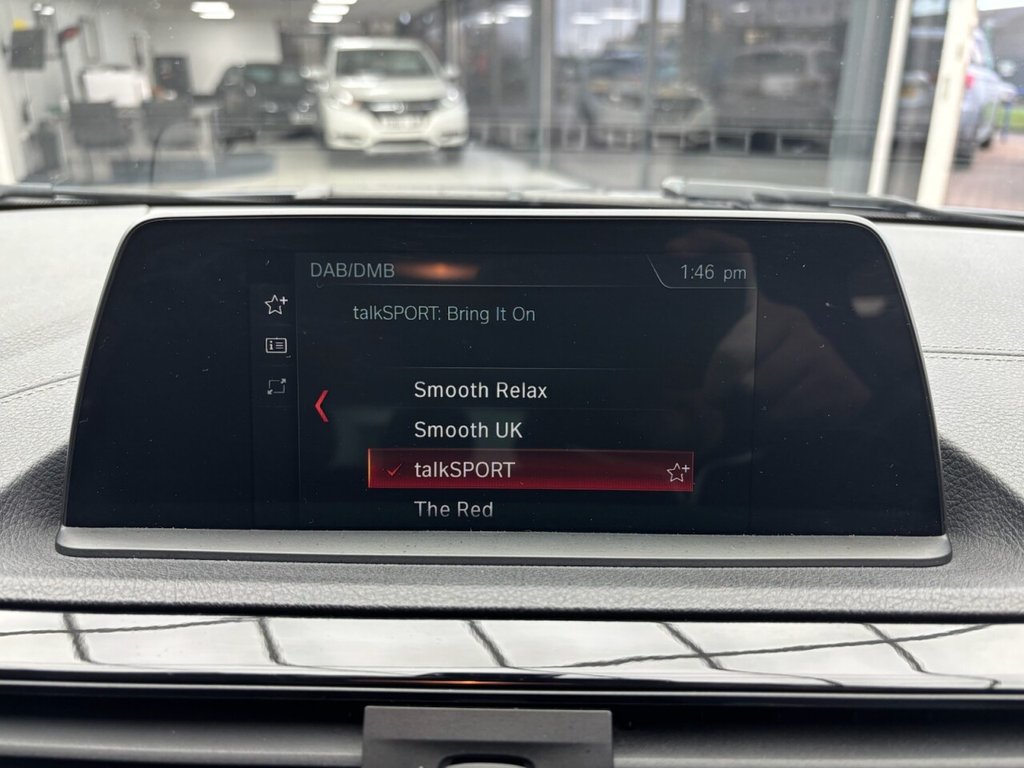 DAB/DMB
1:46 pm
talkSPORT: Bring It On
Smooth Relax
Smooth UK
talkSPORT
The Red